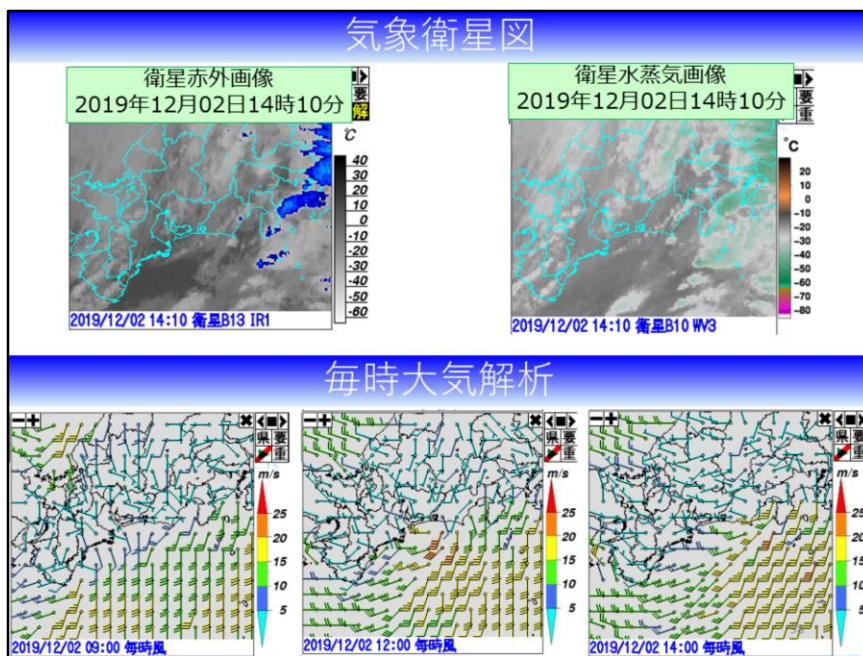 気象衛星図
衛星赤外画像
2019年12月02日14時10分
要
解
℃
40
30
20
10
0
-10
-20
-30
-40
-50
-60
2019/12/02 14:10 衛星B13 IR1
衛星水蒸気画像
2019年12月02日14時10分
要
重
°C
20
10
0
-10
-20
-30
-40
-50
-60
-70
-80
2019/12/02 14:10 衛星B10 WV3
毎時大気解析
県 要
重
m/s
25
20
15
10
5
2019/12/02 09:00 毎時風
県 要
重
m/s
25
20
15
10
5
2019/12/02 12:00 毎時風
県 要
重
m/s
25
20
15
10
5
2019/12/02 14:00 毎時風